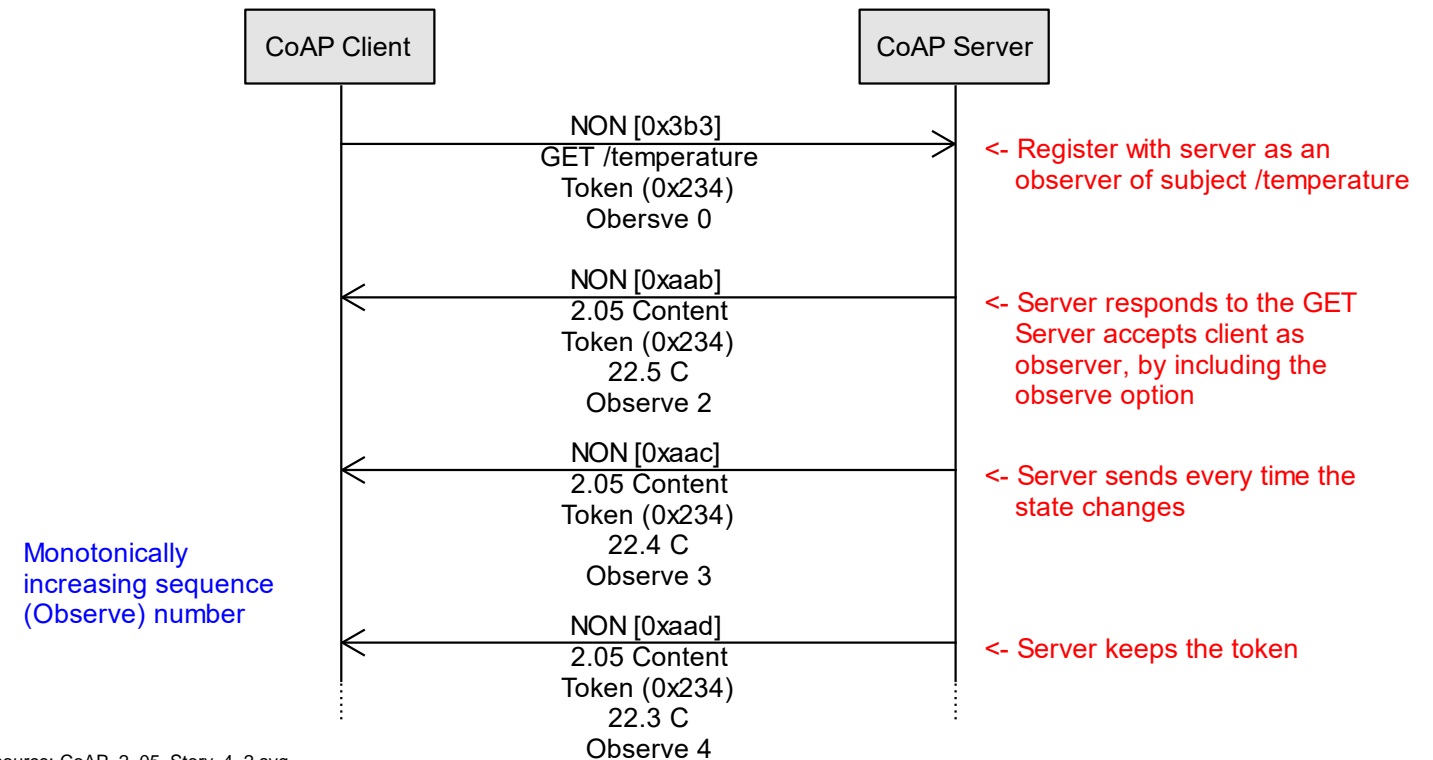 CoAP Client
CoAP Server
NON [0x3b3]
GET /temperature
Token (0x234)
Obersve 0
<- Register with server as an
observer of subject /temperature
NON [0xaab]
2.05 Content
Token (0x234)
22.5 C
Observe 2
<- Server responds to the GET
Server accepts client as
observer, by including the
observe option
NON [0xaac]
2.05 Content
Token (0x234)
22.4 C
Observe 3
<- Server sends every time the
state changes
Monotonically
increasing sequence
(Observe) number
NON [0xaad]
2.05 Content
Token (0x234)
22.3 C
Observe 4
<- Server keeps the token